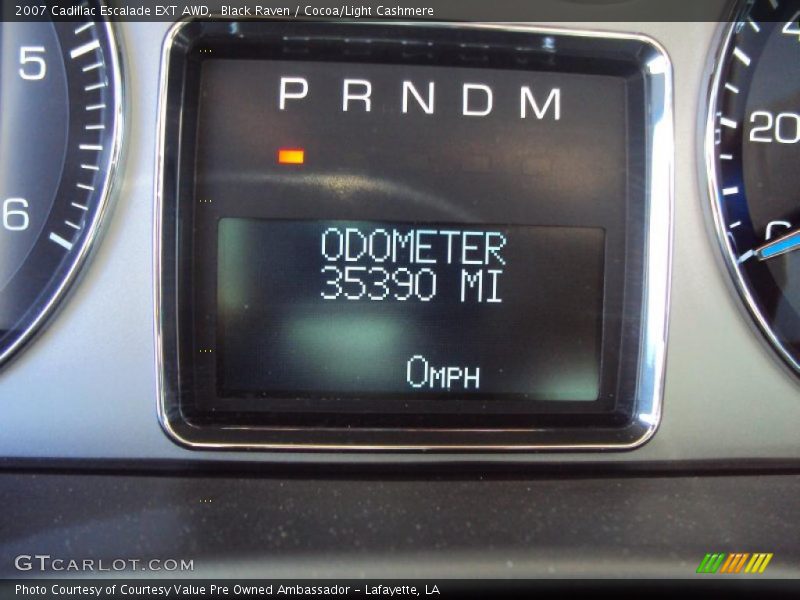 2007 Cadillac Escalade EXT AWD, Black Raven / Cocoa/Light Cashmere
5
6
P R N D M
ODOMETER
35390 MI
0MPH
20
GTCARLOT.COM
Photo Courtesy of Courtesy Value Pre Owned Ambassador - Lafayette, LA